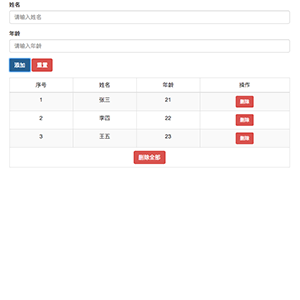 姓名
请输入姓名
年龄
请输入年龄
添加 重置
序号 姓名 年龄 操作
1 张三 21 删除
2 李四 22 删除
3 王五 23 删除
删除全部